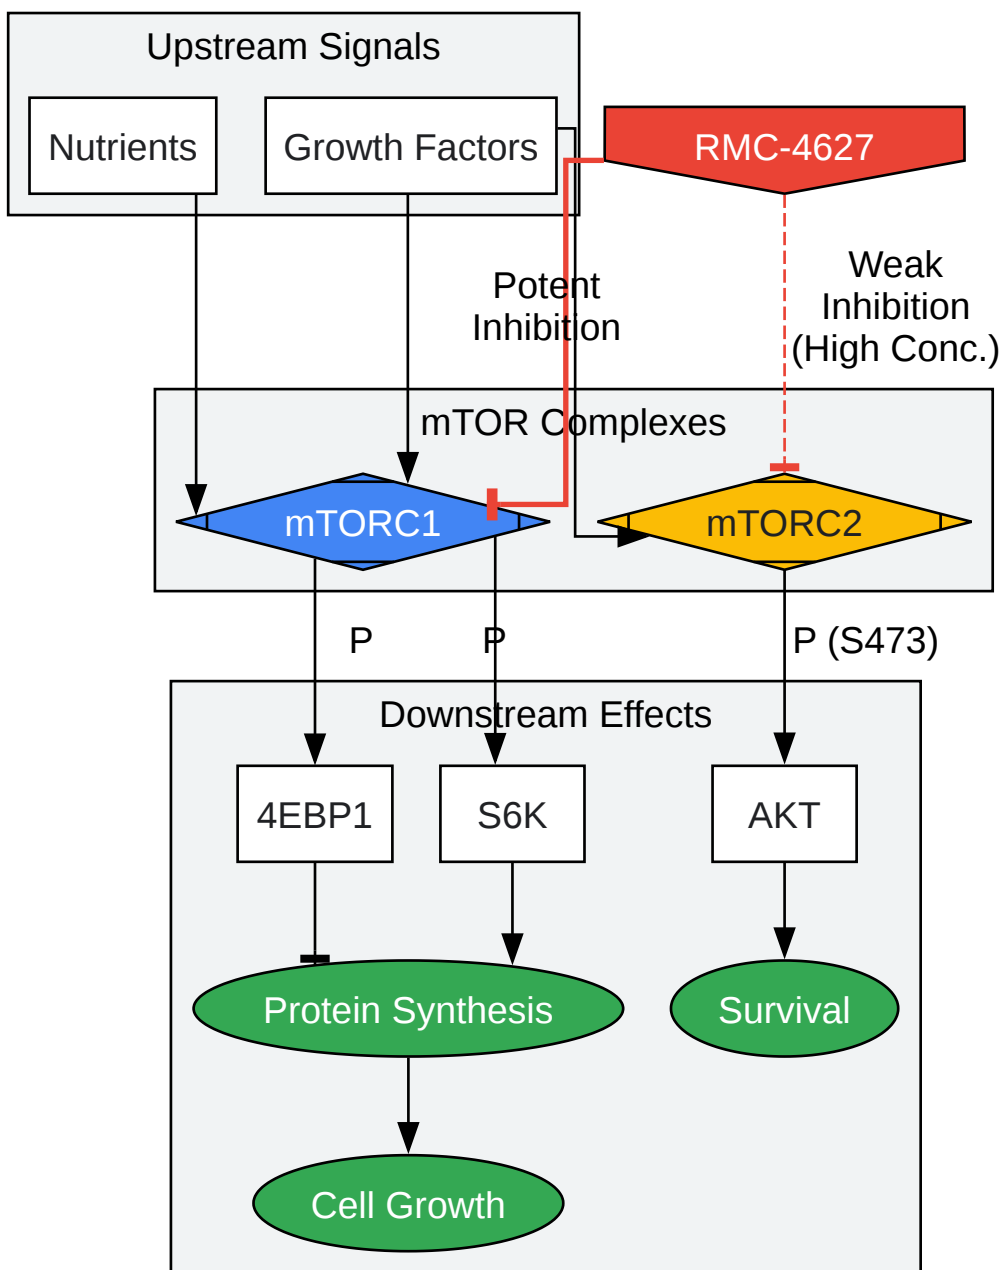 Upstream Signals
Nutrients
Growth Factors
RMC-4627
Potent
Inhibition
Weak
Inhibition
(High Conc.)
mTOR Complexes
mTORC1
mTORC2
P
P
P (S473)
Downstream Effects
4EBP1
S6K
AKT
Protein Synthesis
Survival
Cell Growth